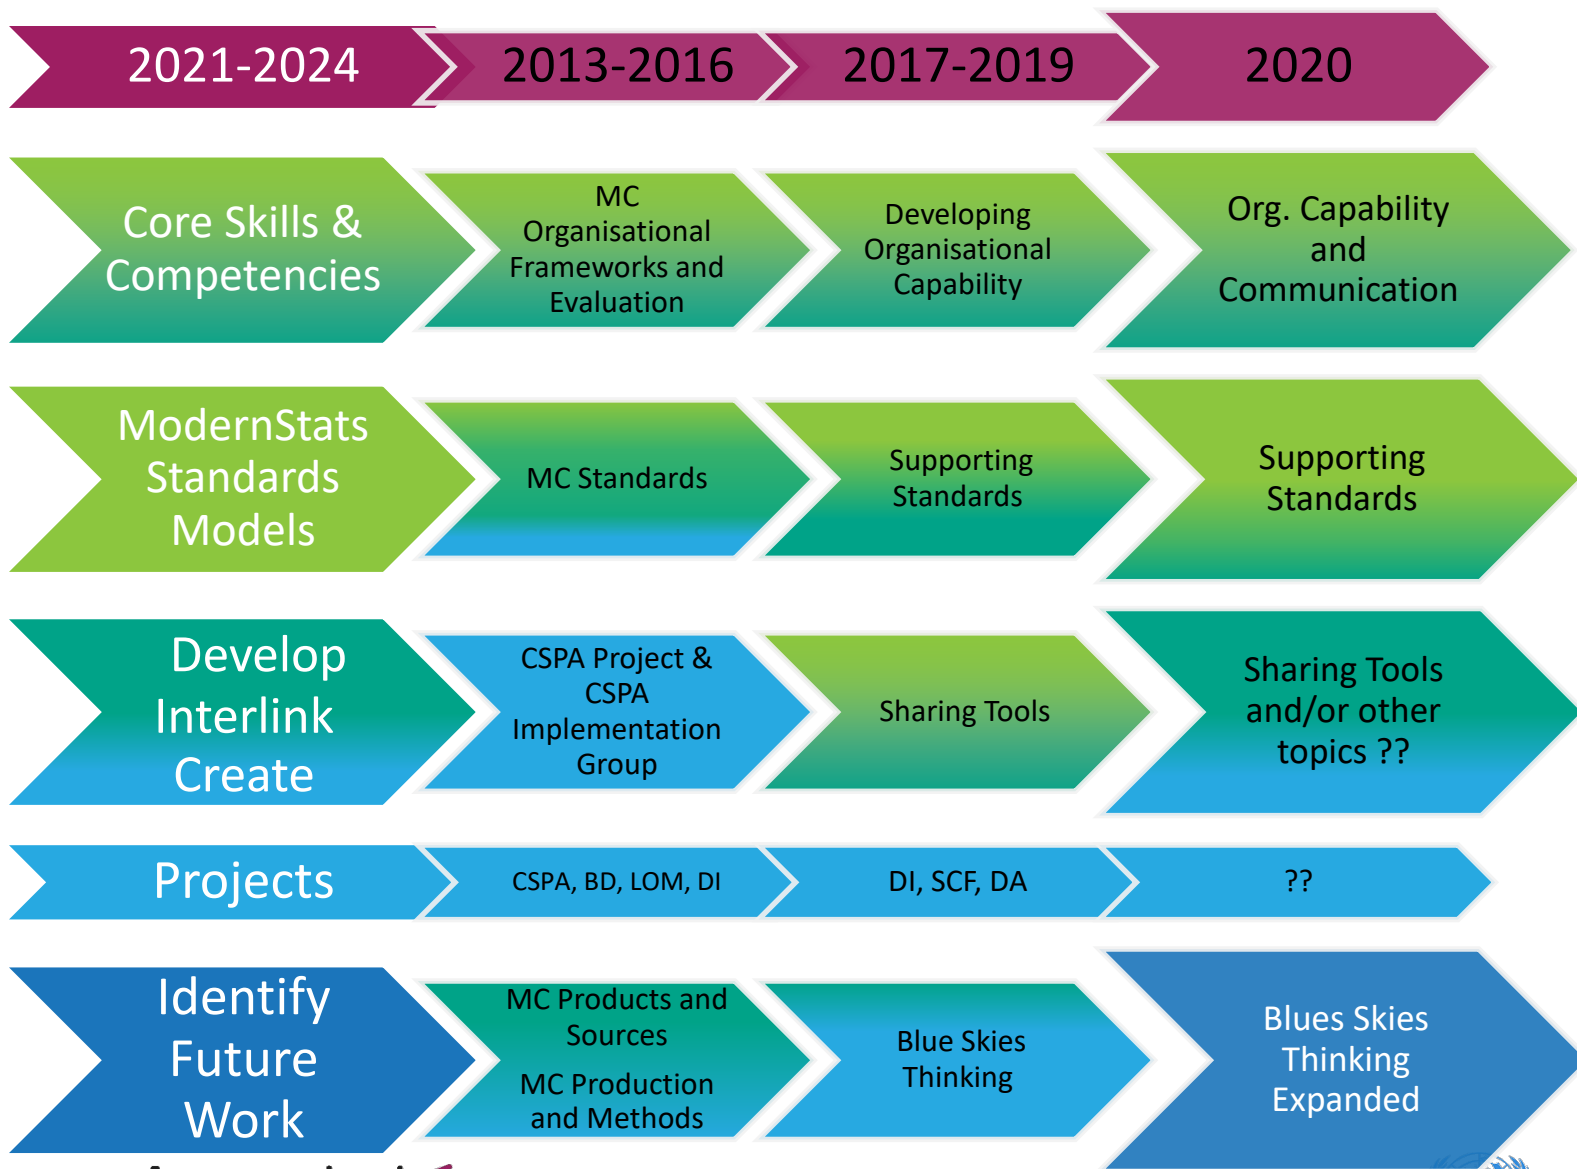 2021-2024
2013-2016
2017-2019
2020
Core Skills &
Competencies
MC
Organisational
Frameworks and
Evaluation
Developing
Organisational
Capability
Org. Capability
and
Communication
ModernStats
Standards
Models
MC Standards
Supporting
Standards
Supporting
Standards
Develop
Interlink
Create
CSPA Project &
CSPA
Implementation
Group
Sharing Tools
Sharing Tools
and/or other
topics ??
Projects
CSPA, BD, LOM, DI
DI, SCF, DA
??
Identify
Future
Work
MC Products and
Sources
MC Production
and Methods
Blue Skies
Thinking
Blues Skies
Thinking
Expanded